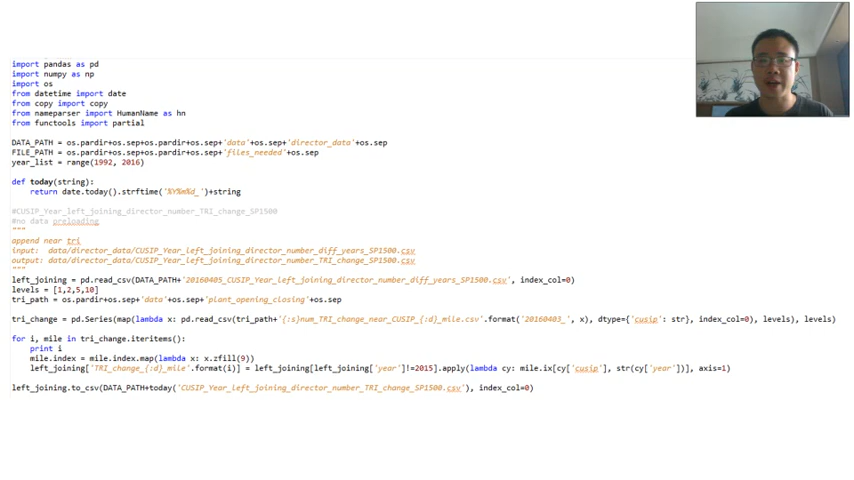 import pandas as pd
import numpy as np
import os
from datetime import date
from copy import copy
from nameparser import HumanName as hn
from functools import partial
DATA_PATH = os.pardir+os.sep+os.pardir+os.sep+'data'+os.sep+'director_data'+os.sep
FILE_PATH = os.pardir+os.sep+os.pardir+os.sep+'files_needed'+os.sep
year_list = range(1992, 2016)
def today(string):
return date.today().strftime('%Y%m%d_')+string
#CUSIP_Year_left_joining_director_number_TRI_change_SP1500
#no data preloading
"""
append near tri
input: data/director_data/CUSIP_Year_left_joining_director_number_diff_years_SP1500.csv
output: data/director_data/CUSIP_Year_left_joining_director_number_TRI_change_SP1500.csv
"""
left_joining = pd.read_csv(DATA_PATH+'20160405_CUSIP_Year_left_joining_director_number_diff_years_SP1500.csv', index_col=0)
levels = [1,2,5,10]
tri_path = os.pardir+os.sep+'data'+os.sep+'plant_opening_closing'+os.sep
tri_change = pd.Series(map(lambda x: pd.read_csv(tri_path+'{:s}num_TRI_change_near_CUSIP_{:d}_mile.csv'.format('20160403_', x), dtype={'cusip': str}, index_col=0), levels), levels)
for i, mile in tri_change.iteritems():
print i
mile.index = mile.index.map(lambda x: x.zfill(9))
left_joining['TRI_change_{:d}_mile'.format(i)] = left_joining[left_joining['year']!=2015].apply(lambda cy: mile.ix[cy['cusip'], str(cy['year'])], axis=1)
left_joining.to_csv(DATA_PATH+today('CUSIP_Year_left_joining_director_number_TRI_change_SP1500.csv'), index_col=0)